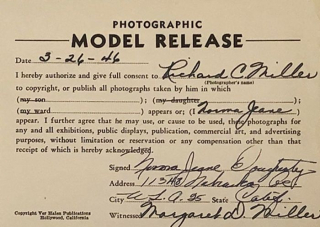 PHOTOGRAPHIC
MODEL RELEASE
Date 3-26-46
I hereby authorize and give full consent to Richard C Miller
(Photographer's name)
to copyright, or publish all photographs taken by him in which
(my son ); (my daughter );
(my ward ) appears or; (I Norma Jeane )
appear. I further agree that he may use, or cause to be used, these photographs for
any and all exhibitions, public displays, publication, commercial art, and advertising
purposes, without limitation or reservation or any compensation other than that
receipt of which is hereby acknowledged.
Signed Norma Jeane Dougherty
Address 11348 Nebraska
City W. L. A. 25 State Calif.
Copyright Var Halen Publications
Hollywood, California
Witnessed Margaret D. Miller